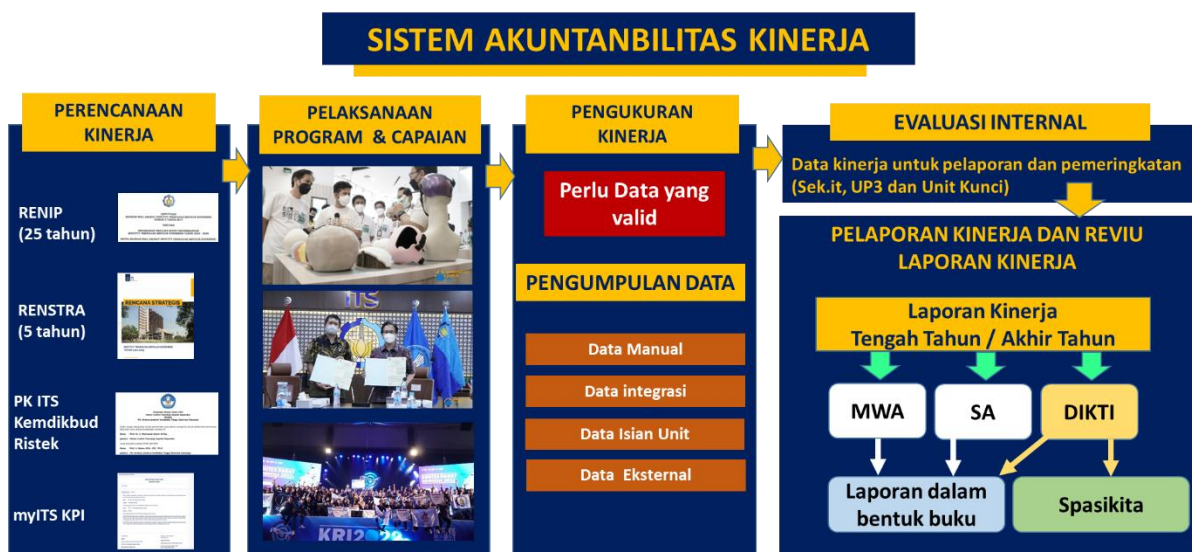 SISTEM AKUNTANBILITAS KINERJA
PERENCANAAN
KINERJA
RENIP
(25 tahun)
RENSTRA
(5 tahun)
RENCANA STRATEGIS
PK ITS
Kemdikbud
Ristek
myITS KPI
PELAKSANAAN
PROGRAM & CAPAIAN
ITS
KRI2022
PENGUKURAN
KINERJA
Perlu Data yang
valid
PENGUMPULAN DATA
Data Manual
Data integrasi
Data Isian Unit
Data Eksternal
EVALUASI INTERNAL
Data kinerja untuk pelaporan dan pemeringkatan
(Sek.it, UP3 dan Unit Kunci)
PELAPORAN KINERJA DAN REVIU
LAPORAN KINERJA
Laporan Kinerja
Tengah Tahun / Akhir Tahun
MWA
SA
DIKTI
Laporan dalam
bentuk buku
Spasikita